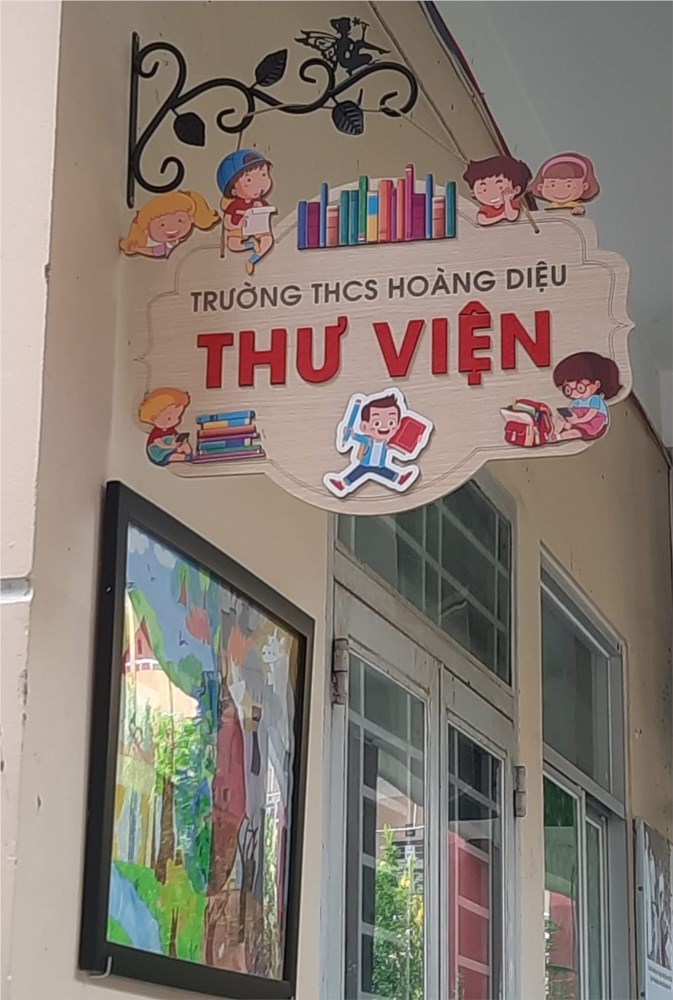 TRƯỜNG THCS HOÀNG DIỆU
THƯ VIỆN